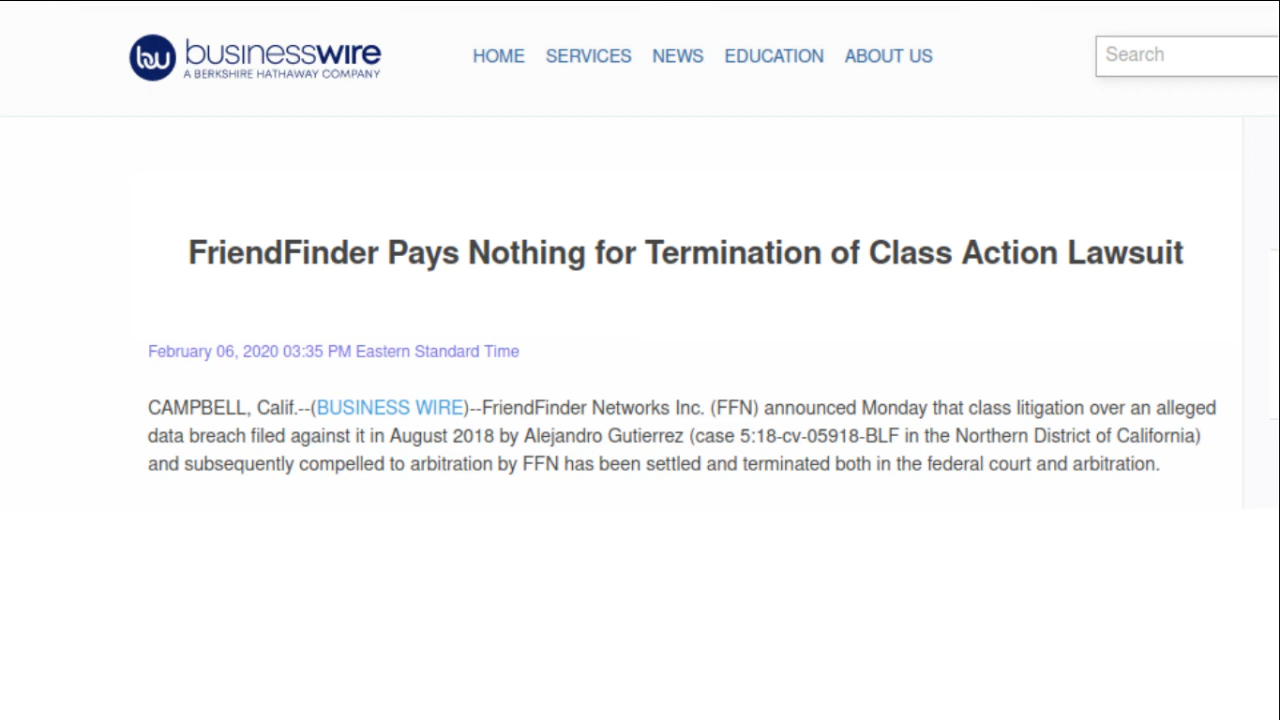 bw businesswire
A BERKSHIRE HATHAWAY COMPANY
HOME SERVICES NEWS EDUCATION ABOUT US
Search
FriendFinder Pays Nothing for Termination of Class Action Lawsuit
February 06, 2020 03:35 PM Eastern Standard Time
CAMPBELL, Calif.--(BUSINESS WIRE)--FriendFinder Networks Inc. (FFN) announced Monday that class litigation over an alleged
data breach filed against it in August 2018 by Alejandro Gutierrez (case 5:18-cv-05918-BLF in the Northern District of California)
and subsequently compelled to arbitration by FFN has been settled and terminated both in the federal court and arbitration.